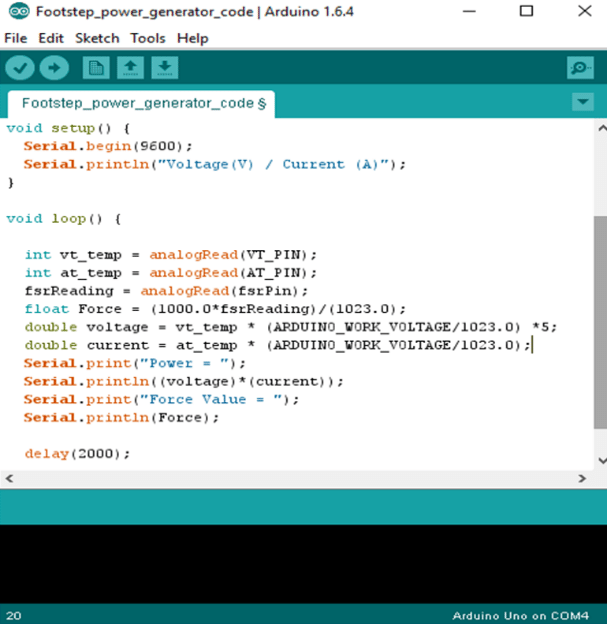 Footstep_power_generator_code | Arduino 1.6.4
File Edit Sketch Tools Help
Footstep_power_generator_code §
void setup() {
  Serial.begin(9600);
  Serial.println("Voltage(V) / Current (A)");
}
void loop() {
  int vt_temp = analogRead(VT_PIN);
  int at_temp = analogRead(AT_PIN);
  fsrReading = analogRead(fsrPin);
  float Force = (1000.0*fsrReading)/(1023.0);
  double voltage = vt_temp * (ARDUINO_WORK_VOLTAGE/1023.0) *5;
  double current = at_temp * (ARDUINO_WORK_VOLTAGE/1023.0);
  Serial.print("Power = ");
  Serial.println((voltage)*(current));
  Serial.print("Force Value = ");
  Serial.println(Force);
  delay(2000);
20 Arduino Uno on COM4